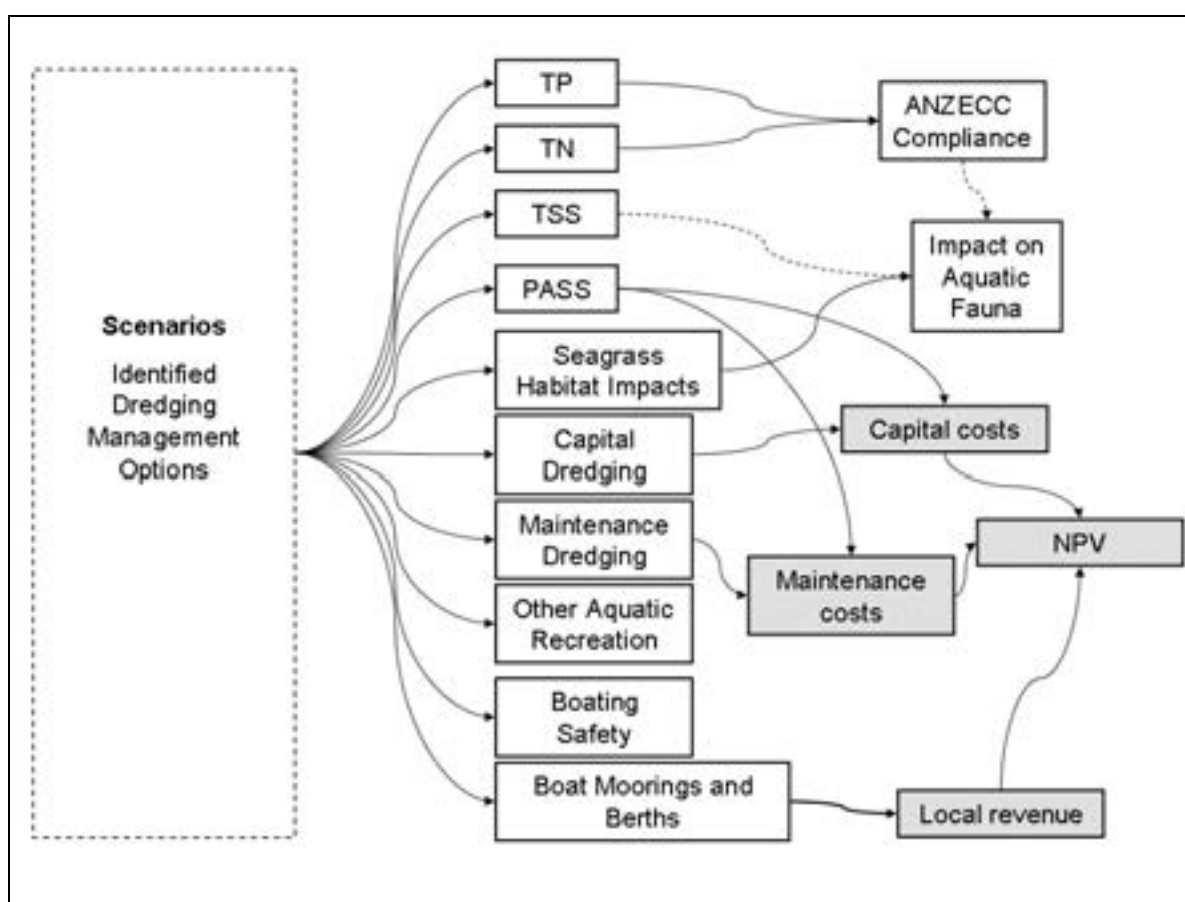 Scenarios
Identified
Dredging
Management
Options
TP
TN
TSS
PASS
Seagrass
Habitat Impacts
Capital
Dredging
Maintenance
Dredging
Other Aquatic
Recreation
Boating
Safety
Boat Moorings and
Berths
ANZECC
Compliance
Impact on
Aquatic
Fauna
Capital costs
Maintenance
costs
NPV
Local revenue